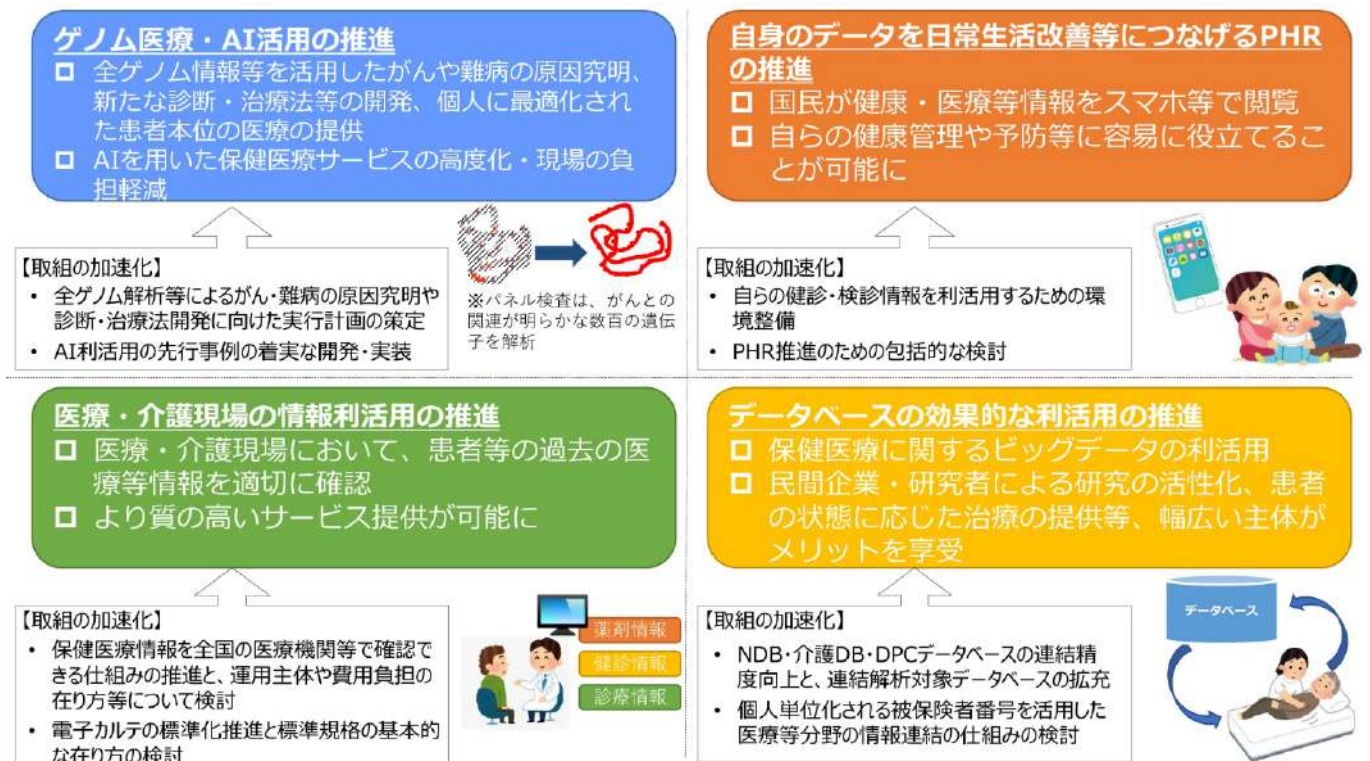 ゲノム医療・AI活用の推進
全ゲノム情報等を活用したがんや難病の原因究明、
新たな診断・治療法等の開発、個人に最適化され
た患者本位の医療の提供
AIを用いた保健医療サービスの高度化・現場の負
担軽減
【取組の加速化】
• 全ゲノム解析等によるがん・難病の原因究明や
診断・治療法開発に向けた実行計画の策定
• AI利活用の先行事例の着実な開発・実装
※パネル検査は、がんとの
関連が明らかな数百の遺伝
子を解析
自身のデータを日常生活改善等につなげるPHR
の推進
国民が健康・医療等情報をスマホ等で閲覧
自らの健康管理や予防等に容易に役立てるこ
とが可能に
【取組の加速化】
• 自らの健診・検診情報を利活用するための環
境整備
• PHR推進のための包括的な検討
医療・介護現場の情報利活用の推進
医療・介護現場において、患者等の過去の医
療等情報を適切に確認
より質の高いサービス提供が可能に
【取組の加速化】
• 保健医療情報を全国の医療機関等で確認で
きる仕組みの推進と、運用主体や費用負担の
在り方等について検討
• 電子カルテの標準化推進と標準規格の基本的
な在り方の検討
薬剤情報
健診情報
診療情報
データベースの効果的な利活用の推進
保健医療に関するビッグデータの利活用
民間企業・研究者による研究の活性化、患者
の状態に応じた治療の提供等、幅広い主体が
メリットを享受
【取組の加速化】
• NDB・介護DB・DPCデータベースの連結精
度向上と、連結解析対象データベースの拡充
• 個人単位化される被保険者番号を活用した
医療等分野の情報連結の仕組みの検討
データベース